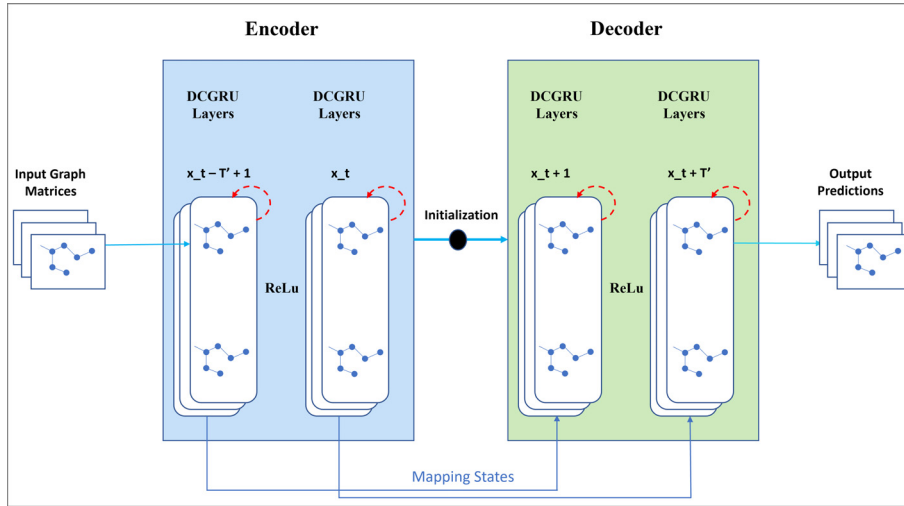 Encoder
Decoder
DCGRU
Layers
DCGRU
Layers
DCGRU
Layers
DCGRU
Layers
Input Graph
Matrices
x_t – T' + 1
x_t
Initialization
x_t + 1
x_t + T'
Output
Predictions
ReLu
ReLu
Mapping States